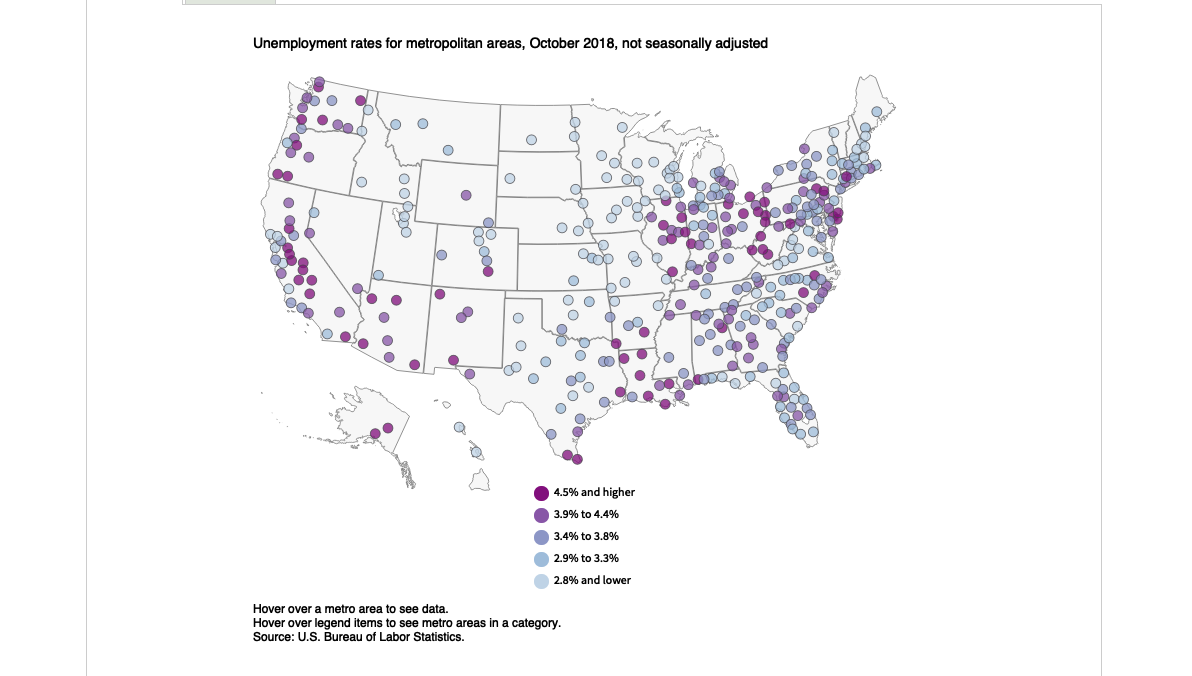 Unemployment rates for metropolitan areas, October 2018, not seasonally adjusted
4.5% and higher
3.9% to 4.4%
3.4% to 3.8%
2.9% to 3.3%
2.8% and lower
Hover over a metro area to see data.
Hover over legend items to see metro areas in a category.
Source: U.S. Bureau of Labor Statistics.